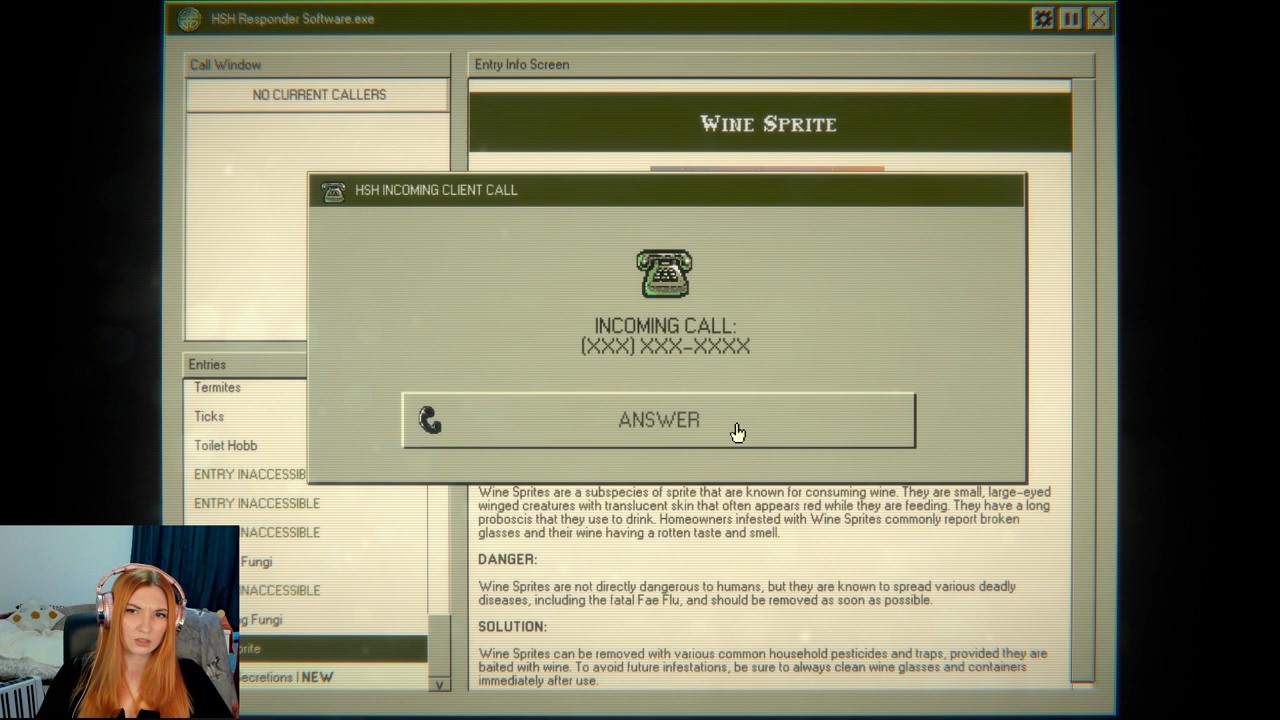 HSH Responder Software.exe
Call Window
NO CURRENT CALLERS
Entry Info Screen
WINE SPRITE
HSH INCOMING CLIENT CALL
INCOMING CALL:
(XXX) XXX-XXXX
ANSWER
Entries
Termites
Ticks
Toilet Hobb
ENTRY INACCESSIB
ENTRY INACCESSIBLE
NACCESSIBLE
Fungi
NACCESSIBLE
g Fungi
prite
ecretions | NEW
Wine Sprites are a subspecies of sprite that are known for consuming wine. They are small, large-eyed
winged creatures with translucent skin that often appears red while they are feeding. They have a long
proboscis that they use to drink. Homeowners infested with Wine Sprites commonly report broken
glasses and their wine having a rotten taste and smell.
DANGER:
Wine Sprites are not directly dangerous to humans, but they are known to spread various deadly
diseases, including the fatal Fae Flu, and should be removed as soon as possible.
SOLUTION:
Wine Sprites can be removed with various common household pesticides and traps, provided they are
baited with wine. To avoid future infestations, be sure to always clean wine glasses and containers
immediately after use.